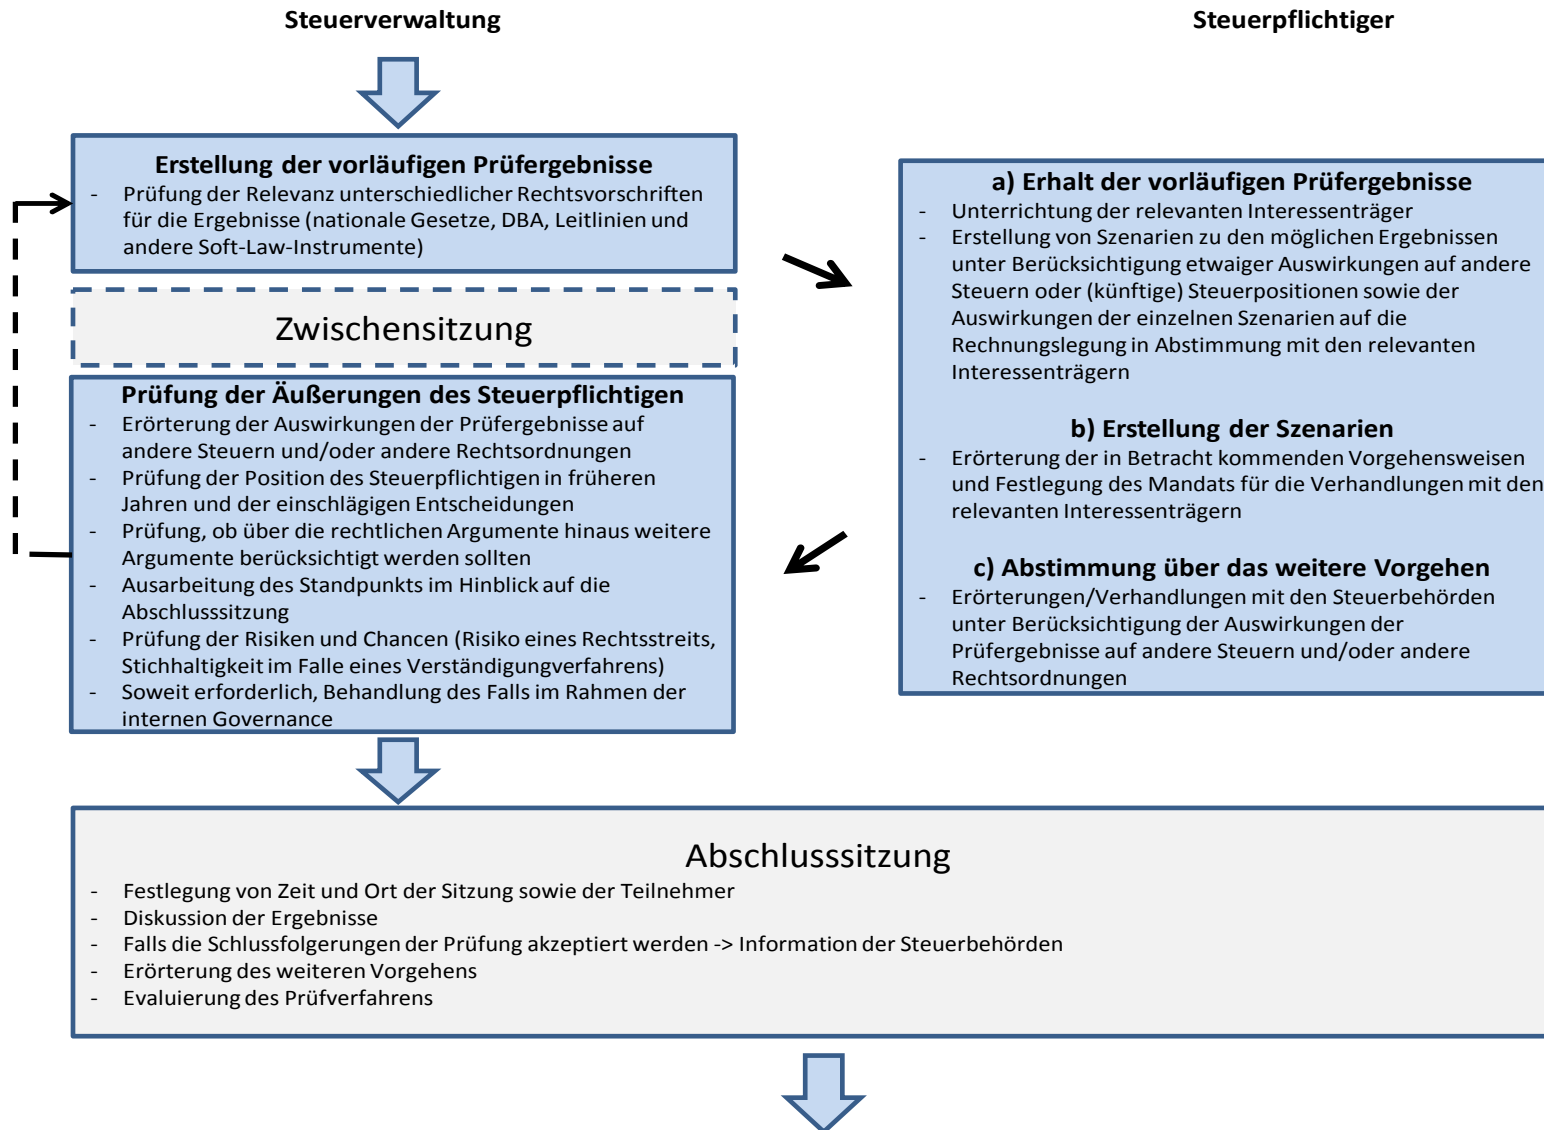 Steuerverwaltung
Steuerpflichtiger
Erstellung der vorläufigen Prüfergebnisse
- Prüfung der Relevanz unterschiedlicher Rechtsvorschriften
für die Ergebnisse (nationale Gesetze, DBA, Leitlinien und
andere Soft-Law-Instrumente)
Zwischensitzung
Prüfung der Äußerungen des Steuerpflichtigen
- Erörterung der Auswirkungen der Prüfergebnisse auf
andere Steuern und/oder andere Rechtsordnungen
- Prüfung der Position des Steuerpflichtigen in früheren
Jahren und der einschlägigen Entscheidungen
- Prüfung, ob über die rechtlichen Argumente hinaus weitere
Argumente berücksichtigt werden sollten
- Ausarbeitung des Standpunkts im Hinblick auf die
Abschlusssitzung
- Prüfung der Risiken und Chancen (Risiko eines Rechtsstreits,
Stichhaltigkeit im Falle eines Verständigungverfahrens)
- Soweit erforderlich, Behandlung des Falls im Rahmen der
internen Governance
a) Erhalt der vorläufigen Prüfergebnisse
- Unterrichtung der relevanten Interessenträger
- Erstellung von Szenarien zu den möglichen Ergebnissen
unter Berücksichtigung etwaiger Auswirkungen auf andere
Steuern oder (künftige) Steuerpositionen sowie der
Auswirkungen der einzelnen Szenarien auf die
Rechnungslegung in Abstimmung mit den relevanten
Interessenträgern
b) Erstellung der Szenarien
- Erörterung der in Betracht kommenden Vorgehensweisen
und Festlegung des Mandats für die Verhandlungen mit den
relevanten Interessenträgern
c) Abstimmung über das weitere Vorgehen
- Erörterungen/Verhandlungen mit den Steuerbehörden
unter Berücksichtigung der Auswirkungen der
Prüfergebnisse auf andere Steuern und/oder andere
Rechtsordnungen
Abschlusssitzung
- Festlegung von Zeit und Ort der Sitzung sowie der Teilnehmer
- Diskussion der Ergebnisse
- Falls die Schlussfolgerungen der Prüfung akzeptiert werden -> Information der Steuerbehörden
- Erörterung des weiteren Vorgehens
- Evaluierung des Prüfverfahrens